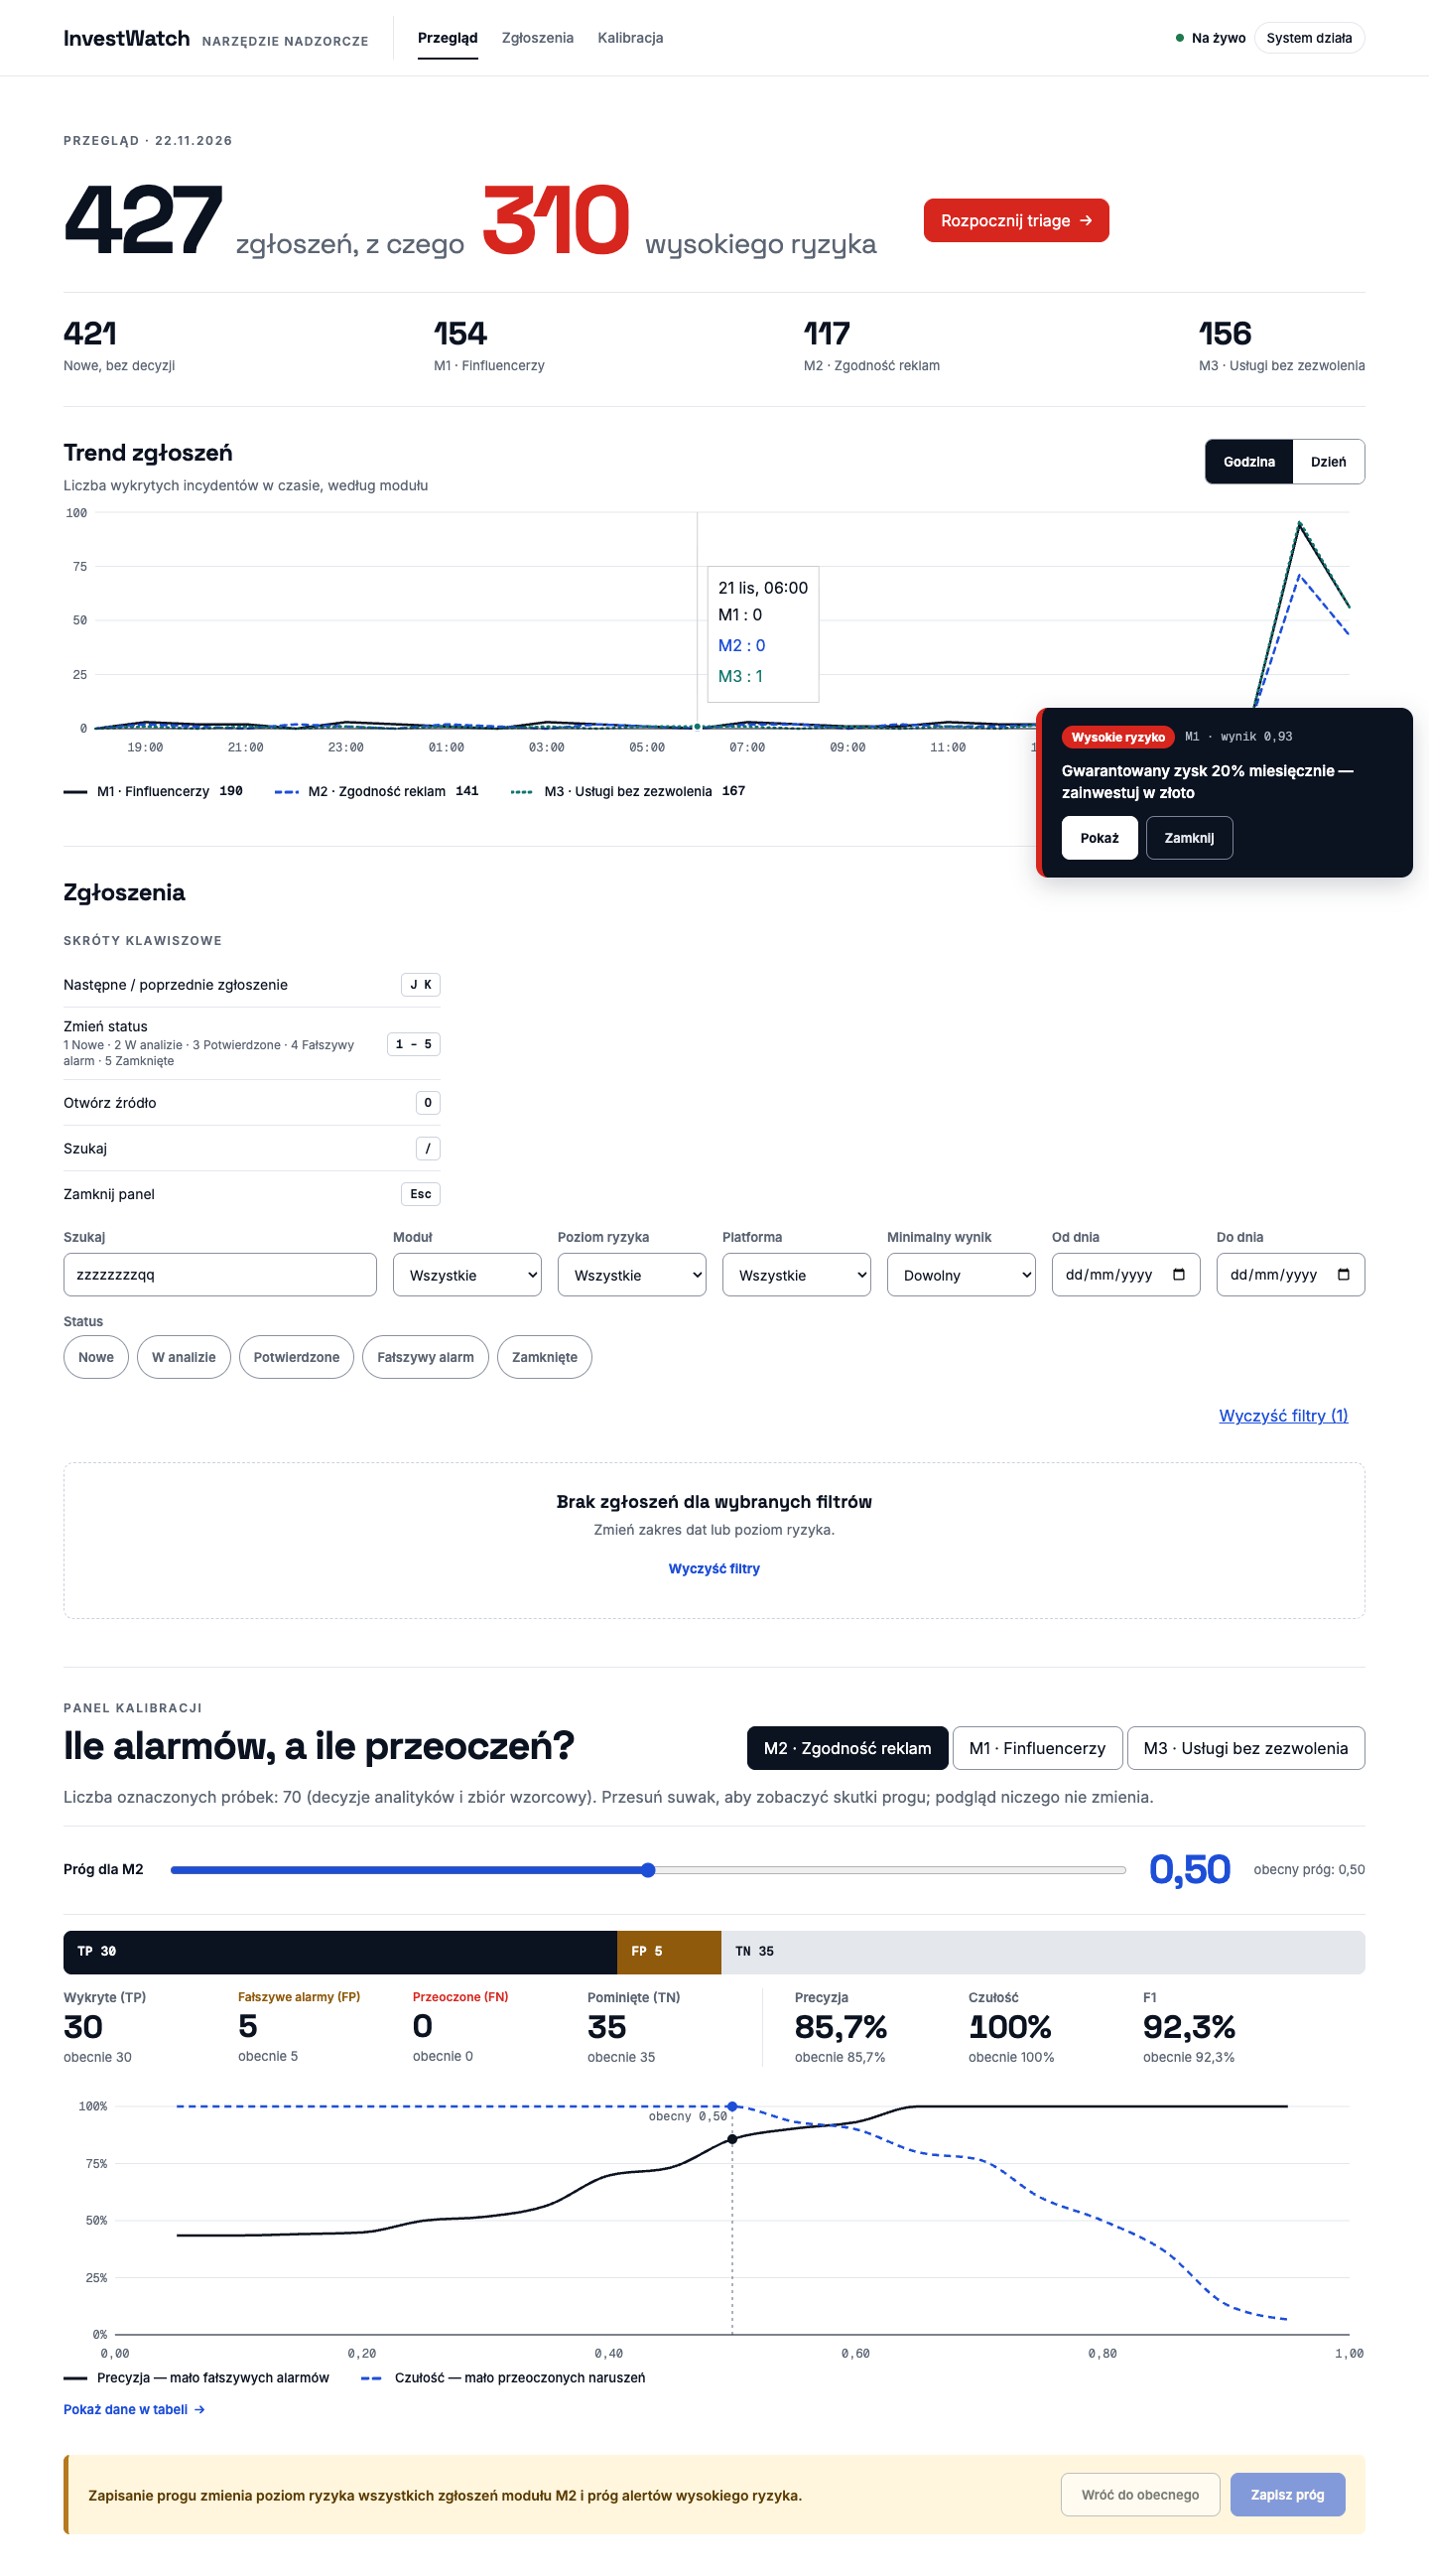 InvestWatch NARZĘDZIE NADZORCZE Przegląd Zgłoszenia Kalibracja Na żywo System działa
PRZEGLĄD · 22.11.2026
427 zgłoszeń, z czego 310 wysokiego ryzyka Rozpocznij triage →
421 154 117 156
Nowe, bez decyzji M1 · Finfluencerzy M2 · Zgodność reklam M3 · Usługi bez zezwolenia
Trend zgłoszeń
Godzina Dzień
Liczba wykrytych incydentów w czasie, według modułu
100
75
50
25
0
21 lis, 06:00
M1 : 0
M2 : 0
M3 : 1
19:00 21:00 23:00 01:00 03:00 05:00 07:00 09:00 11:00
M1 · Finfluencerzy 190 M2 · Zgodność reklam 141 M3 · Usługi bez zezwolenia 167
Wysokie ryzyko M1 · wynik 0,93
Gwarantowany zysk 20% miesięcznie —
zainwestuj w złoto
Pokaż Zamknij
Zgłoszenia
SKRÓTY KLAWISZOWE
Następne / poprzednie zgłoszenie J K
Zmień status
1 Nowe · 2 W analizie · 3 Potwierdzone · 4 Fałszywy
alarm · 5 Zamknięte
1 – 5
Otwórz źródło O
Szukaj /
Zamknij panel Esc
Szukaj Moduł Poziom ryzyka Platforma Minimalny wynik Od dnia Do dnia
zzzzzzzzqq Wszystkie Wszystkie Wszystkie Dowolny dd/mm/yyyy dd/mm/yyyy
Status
Nowe W analizie Potwierdzone Fałszywy alarm Zamknięte
Wyczyść filtry (1)
Brak zgłoszeń dla wybranych filtrów
Zmień zakres dat lub poziom ryzyka.
Wyczyść filtry
PANEL KALIBRACJI
Ile alarmów, a ile przeoczeń? M2 · Zgodność reklam M1 · Finfluencerzy M3 · Usługi bez zezwolenia
Liczba oznaczonych próbek: 70 (decyzje analityków i zbiór wzorcowy). Przesuń suwak, aby zobaczyć skutki progu; podgląd niczego nie zmienia.
Próg dla M2 0,50 obecny próg: 0,50
TP 30 FP 5 TN 35
Wykryte (TP) Fałszywe alarmy (FP) Przeoczone (FN) Pominięte (TN) Precyzja Czułość F1
30 5 0 35 85,7% 100% 92,3%
obecnie 30 obecnie 5 obecnie 0 obecnie 35 obecnie 85,7% obecnie 100% obecnie 92,3%
100%
obecny 0,50
75%
50%
25%
0%
0,00 0,20 0,40 0,60 0,80 1,00
Precyzja — mało fałszywych alarmów Czułość — mało przeoczonych naruszeń
Pokaż dane w tabeli →
Zapisanie progu zmienia poziom ryzyka wszystkich zgłoszeń modułu M2 i próg alertów wysokiego ryzyka. Wróć do obecnego Zapisz próg